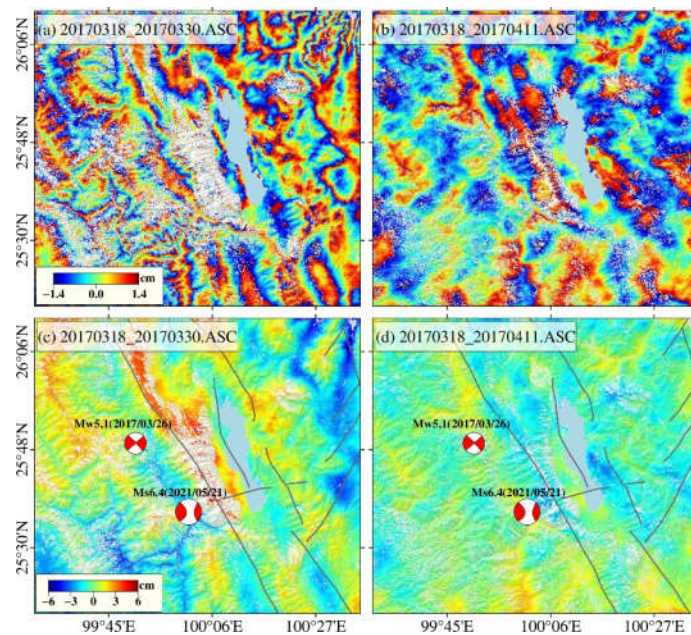 (a) 20170318_20170330.ASC
(b) 20170318_20170411.ASC
26°06'N
25°48'N
25°30'N
cm
−1.4 0.0 1.4
(c) 20170318_20170330.ASC
(d) 20170318_20170411.ASC
26°06'N
25°48'N
25°30'N
Mw5.1(2017/03/26)
Ms6.4(2021/05/21)
Mw5.1(2017/03/26)
Ms6.4(2021/05/21)
cm
−6 −3 0 3 6
99°45'E 100°06'E 100°27'E
99°45'E 100°06'E 100°27'E